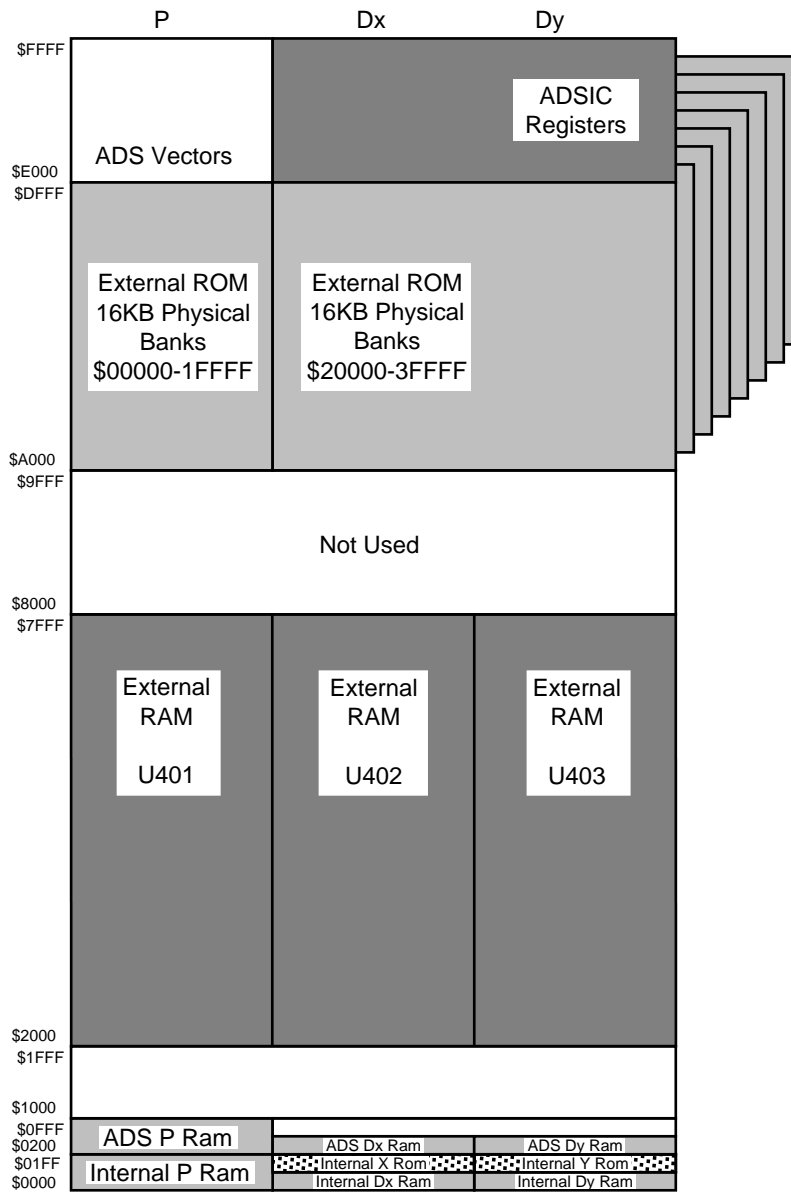 P Dx Dy
$FFFF
ADSIC
Registers
ADS Vectors
$E000
$DFFF
External ROM
16KB Physical
Banks
$00000-1FFFF
External ROM
16KB Physical
Banks
$20000-3FFFF
$A000
$9FFF
Not Used
$8000
$7FFF
External
RAM
U401
External
RAM
U402
External
RAM
U403
$2000
$1FFF
$1000
$0FFF
ADS P Ram
$0200
ADS Dx Ram
ADS Dy Ram
$01FF
Internal P Ram
Internal X Rom
Internal Y Rom
$0000
Internal Dx Ram
Internal Dy Ram